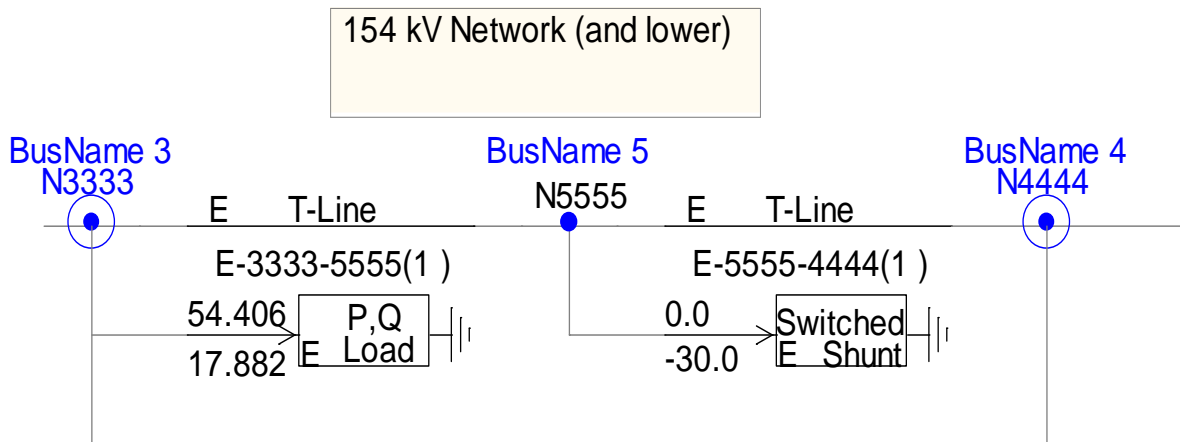 154 kV Network (and lower)
BusName 3
N3333
BusName 5
N5555
BusName 4
N4444
E T-Line
E T-Line
E-3333-5555(1 )
E-5555-4444(1 )
54.406
17.882
P,Q
E Load
0.0
-30.0
Switched
E Shunt